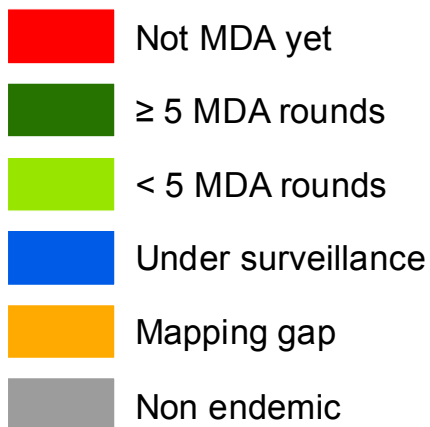 Not MDA yet
≥ 5 MDA rounds
< 5 MDA rounds
Under surveillance
Mapping gap
Non endemic